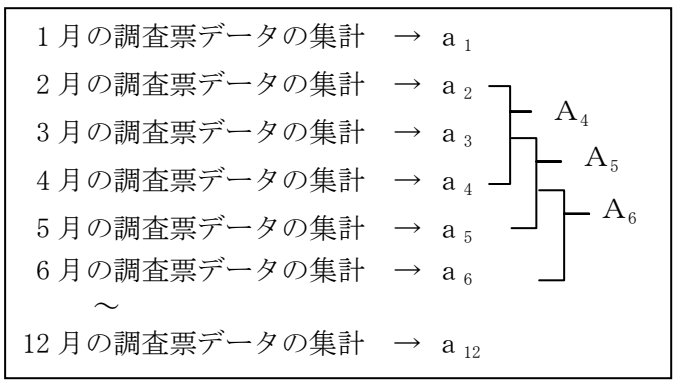 1月の調査票データの集計 → a₁
2月の調査票データの集計 → a₂
A₄
3月の調査票データの集計 → a₃
A₅
4月の調査票データの集計 → a₄
A₆
5月の調査票データの集計 → a₅
6月の調査票データの集計 → a₆
～
12月の調査票データの集計 → a₁₂